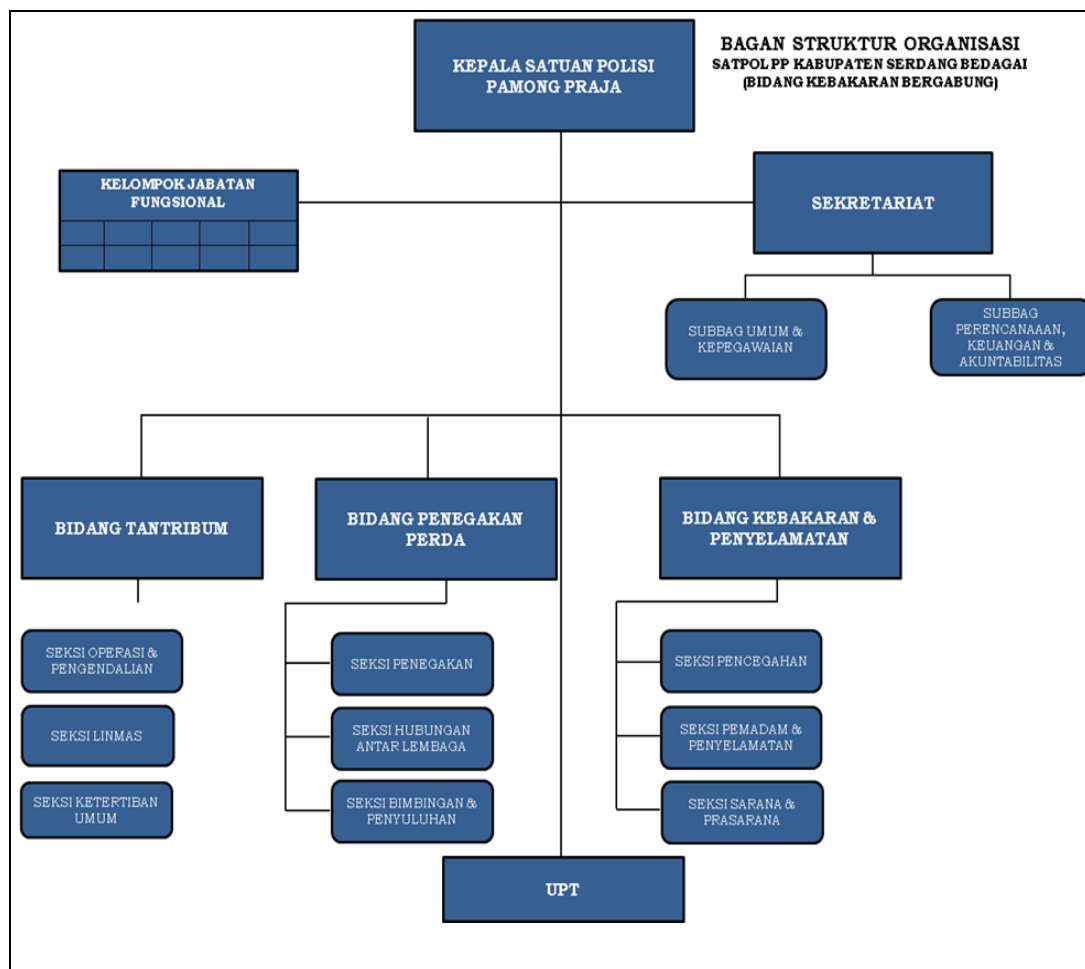 BAGAN STRUKTUR ORGANISASI
SATPOL PP KABUPATEN SERDANG BEDAGAI
(BIDANG KEBAKARAN BERGABUNG)
KEPALA SATUAN POLISI
PAMONG PRAJA
KELOMPOK JABATAN
FUNGSIONAL
SEKRETARIAT
SUBBAG UMUM &
KEPEGAWAIAN
SUBBAG
PERENCANAAAN,
KEUANGAN &
AKUNTABILITAS
BIDANG TANTRIBUM
BIDANG PENEGAKAN
PERDA
BIDANG KEBAKARAN &
PENYELAMATAN
SEKSI OPERASI &
PENGENDALIAN
SEKSI LINMAS
SEKSI KETERTIBAN
UMUM
SEKSI PENEGAKAN
SEKSI HUBUNGAN
ANTAR LEMBAGA
SEKSI BIMBINGAN &
PENYULUHAN
SEKSI PENCEGAHAN
SEKSI PEMADAM &
PENYELAMATAN
SEKSI SARANA &
PRASARANA
UPT